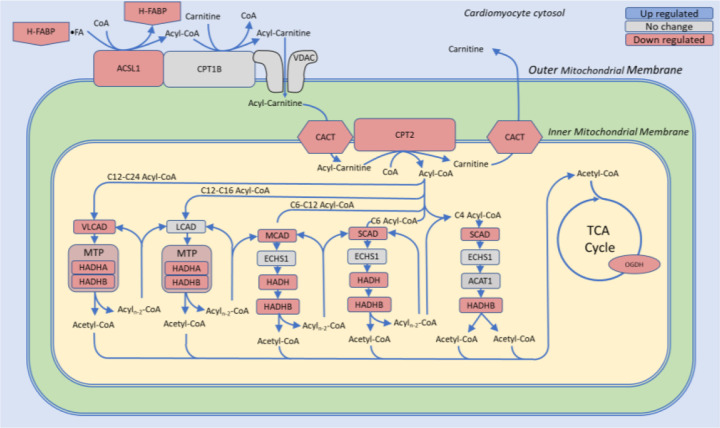 H-FABP
Cardiomyocyte cytosol
Up regulated
No change
Down regulated
H-FABP
•FA
CoA
Acyl-CoA
Carnitine
CoA
Acyl-Carnitine
Carnitine
VDAC
ACSL1
CPT1B
Outer Mitochondrial Membrane
Acyl-Carnitine
CACT
CPT2
CACT
Inner Mitochondrial Membrane
Acyl-Carnitine
CoA
Acyl-CoA
Carnitine
C12-C24 Acyl-CoA
Acetyl-CoA
C12-C16 Acyl-CoA
C6-C12 Acyl-CoA
C6 Acyl-CoA
C4 Acyl-CoA
VLCAD
LCAD
MCAD
SCAD
SCAD
TCA
Cycle
MTP
MTP
ECHS1
ECHS1
ECHS1
HADHA
HADHA
HADH
HADH
ACAT1
OGDH
HADHB
HADHB
HADHB
HADHB
HADHB
Acyln-2-CoA
Acyln-2-CoA
Acyln-2-CoA
Acyln-2-CoA
Acetyl-CoA
Acetyl-CoA
Acetyl-CoA
Acetyl-CoA
Acetyl-CoA
Acetyl-CoA